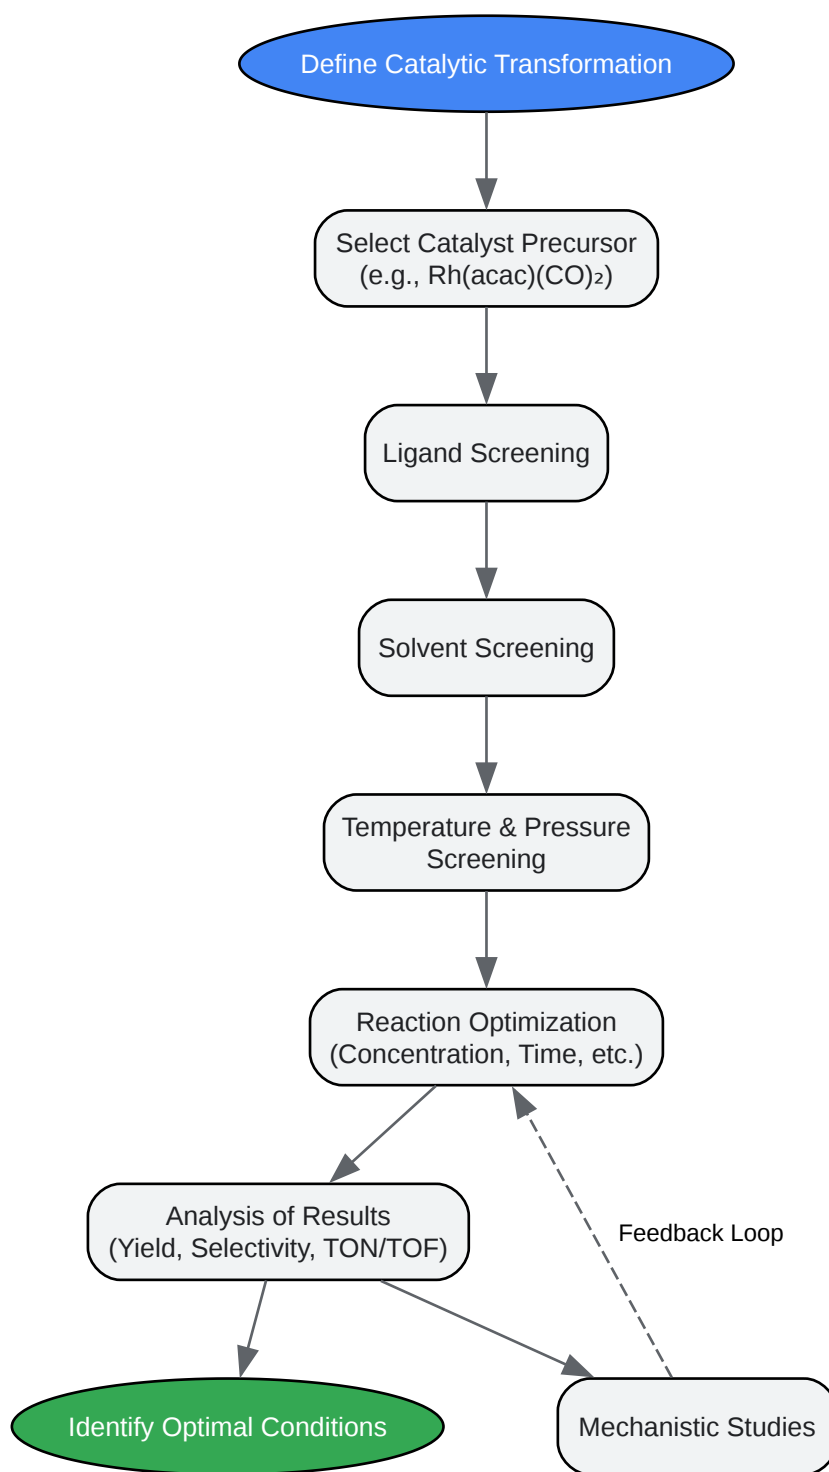 Define Catalytic Transformation
Select Catalyst Precursor
(e.g., Rh(acac)(CO)₂)
Ligand Screening
Solvent Screening
Temperature & Pressure
Screening
Reaction Optimization
(Concentration, Time, etc.)
Analysis of Results
(Yield, Selectivity, TON/TOF)
Feedback Loop
Identify Optimal Conditions
Mechanistic Studies